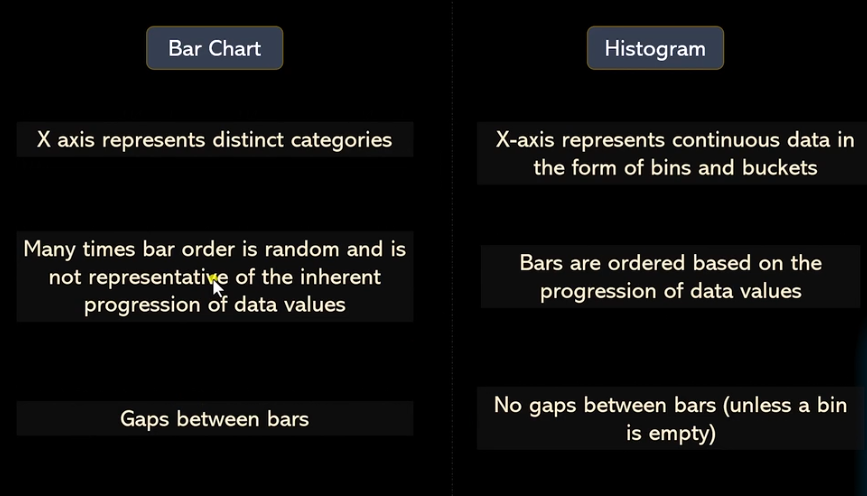 Bar Chart
Histogram
X axis represents distinct categories
X-axis represents continuous data in
the form of bins and buckets
Many times bar order is random and is
not representative of the inherent
progression of data values
Bars are ordered based on the
progression of data values
Gaps between bars
No gaps between bars (unless a bin
is empty)